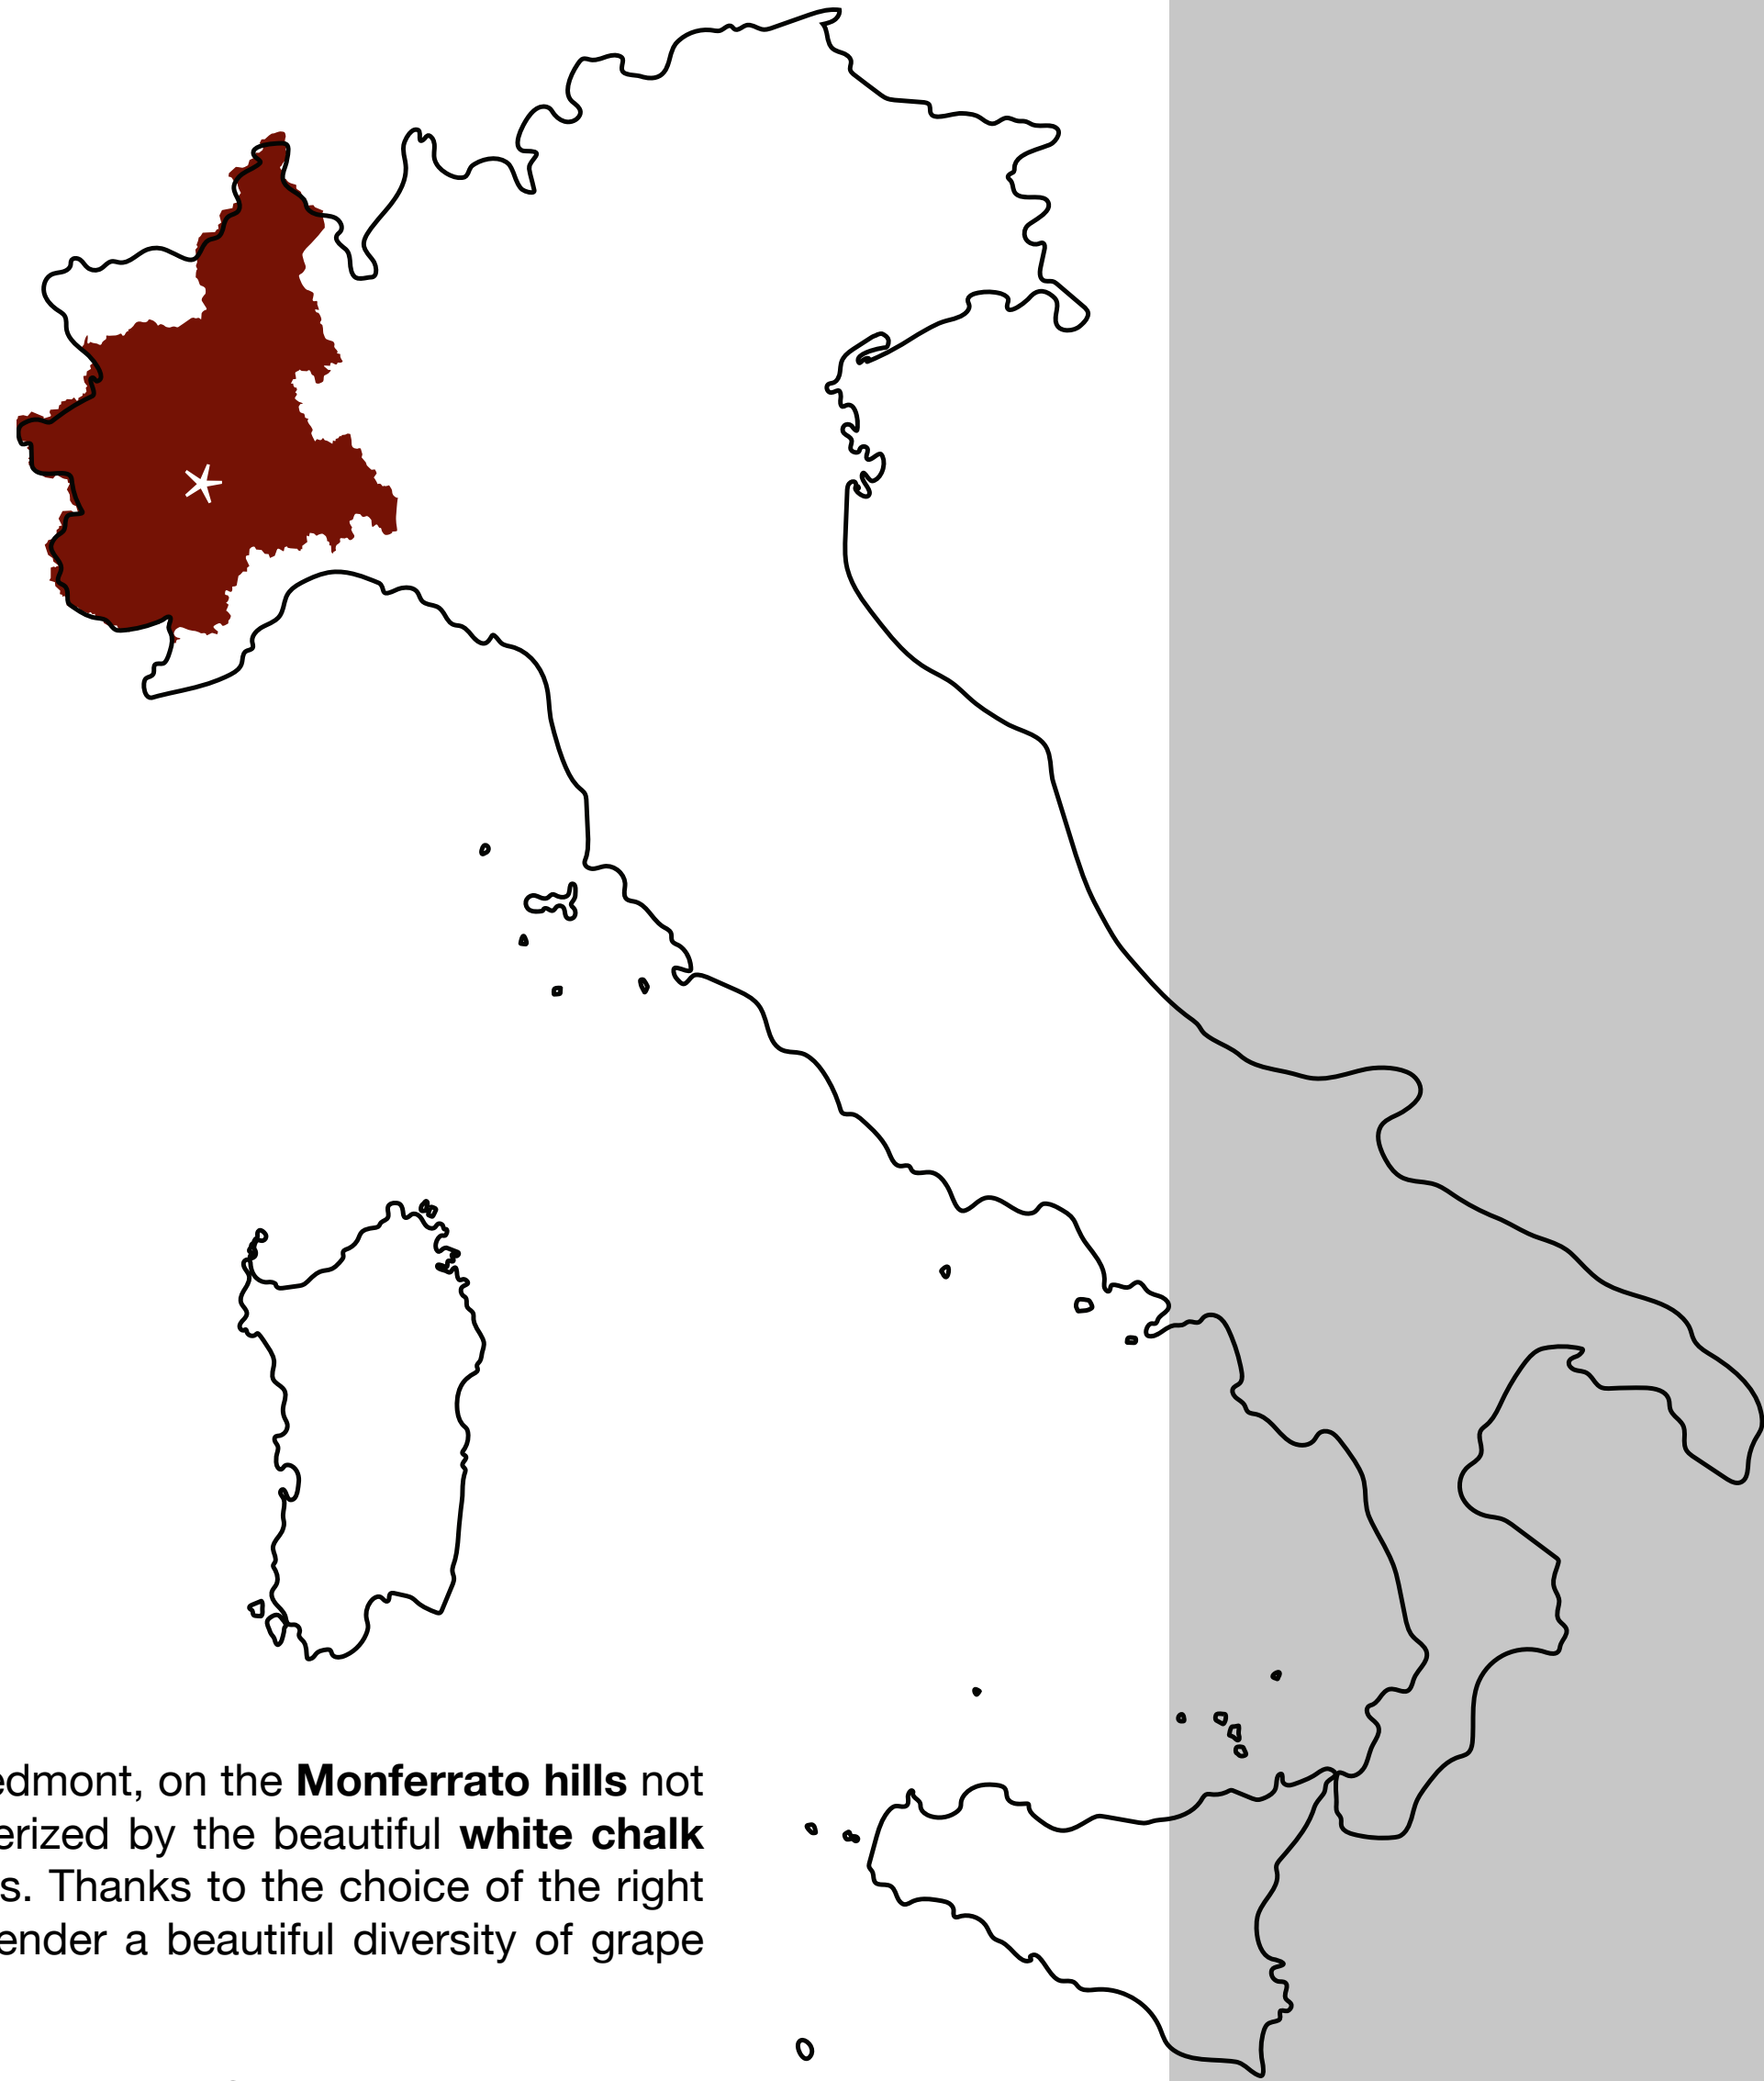 edmont, on the Monferrato hills not
erized by the beautiful white chalk
s. Thanks to the choice of the right
ender a beautiful diversity of grape